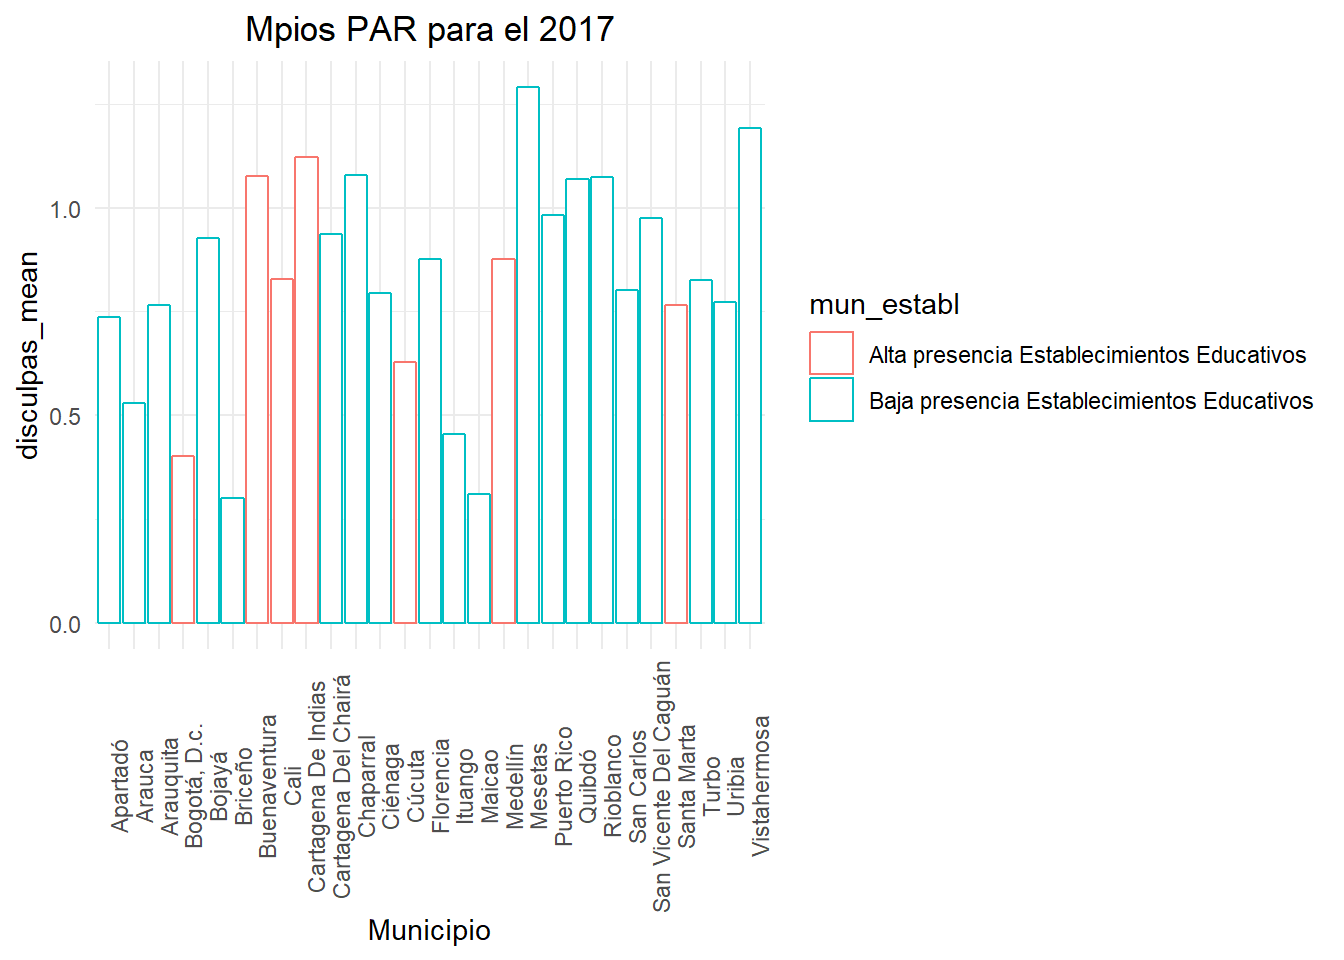 Mpios PAR para el 2017
disculpas_mean
1.0
0.5
0.0
Apartadó
Arauca
Arauquita
Bogotá, D.c.
Bojayá
Briceño
Buenaventura
Cali
Cartagena De Indias
Cartagena Del Chairá
Chaparral
Ciénaga
Cúcuta
Florencia
Ituango
Maicao
Medellín
Mesetas
Puerto Rico
Quibdó
Rioblanco
San Carlos
San Vicente Del Caguán
Santa Marta
Turbo
Uribia
Vistahermosa
Municipio
mun_establ
Alta presencia Establecimientos Educativos
Baja presencia Establecimientos Educativos